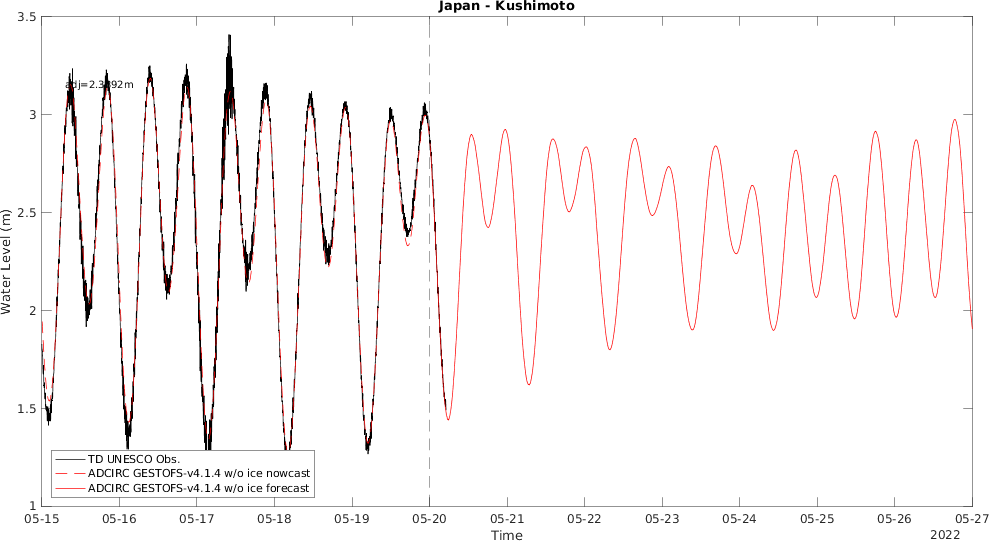 Japan - Kushimoto
3.5
3
2.5
2
1.5
1
Water Level (m)
TD UNESCO Obs.
ADCIRC GESTOFS-v4.1.4 w/o ice nowcast
ADCIRC GESTOFS-v4.1.4 w/o ice forecast
05-15 05-16 05-17 05-18 05-19 05-20 05-21 05-22 05-23 05-24 05-25 05-26 05-27
Time
2022